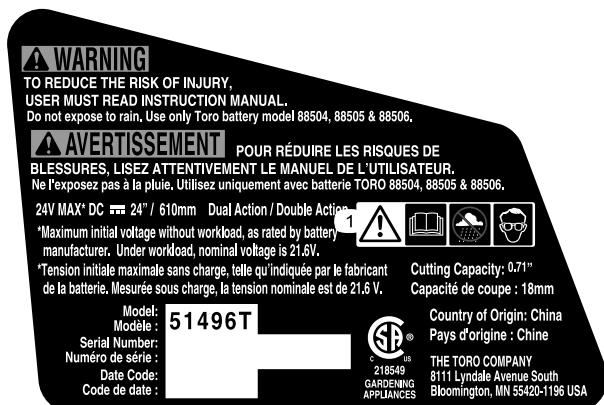 WARNING
TO REDUCE THE RISK OF INJURY,
USER MUST READ INSTRUCTION MANUAL.
Do not expose to rain. Use only Toro battery model 88504, 88505 & 88506.
AVERTISSEMENT POUR RÉDUIRE LES RISQUES DE
BLESSURES, LISEZ ATTENTIVEMENT LE MANUEL DE L'UTILISATEUR.
Ne l'exposez pas à la pluie. Utilisez uniquement avec batterie TORO 88504, 88505 & 88506.
24V MAX* DC 24" / 610mm Dual Action / Double Action
1
*Maximum initial voltage without workload, as rated by battery
manufacturer. Under workload, nominal voltage is 21.6V.
*Tension initiale maximale sans charge, telle qu'indiquée par le fabricant
de la batterie. Mesurée sous charge, la tension nominale est de 21.6 V.
Cutting Capacity: 0.71"
Capacité de coupe : 18mm
Model:
Modèle :
51496T
Serial Number:
Numéro de série :
Date Code:
Code de date :
SA ®
C US
218549
GARDENING
APPLIANCES
Country of Origin: China
Pays d'origine : Chine
THE TORO COMPANY
8111 Lyndale Avenue South
Bloomington, MN 55420-1196 USA